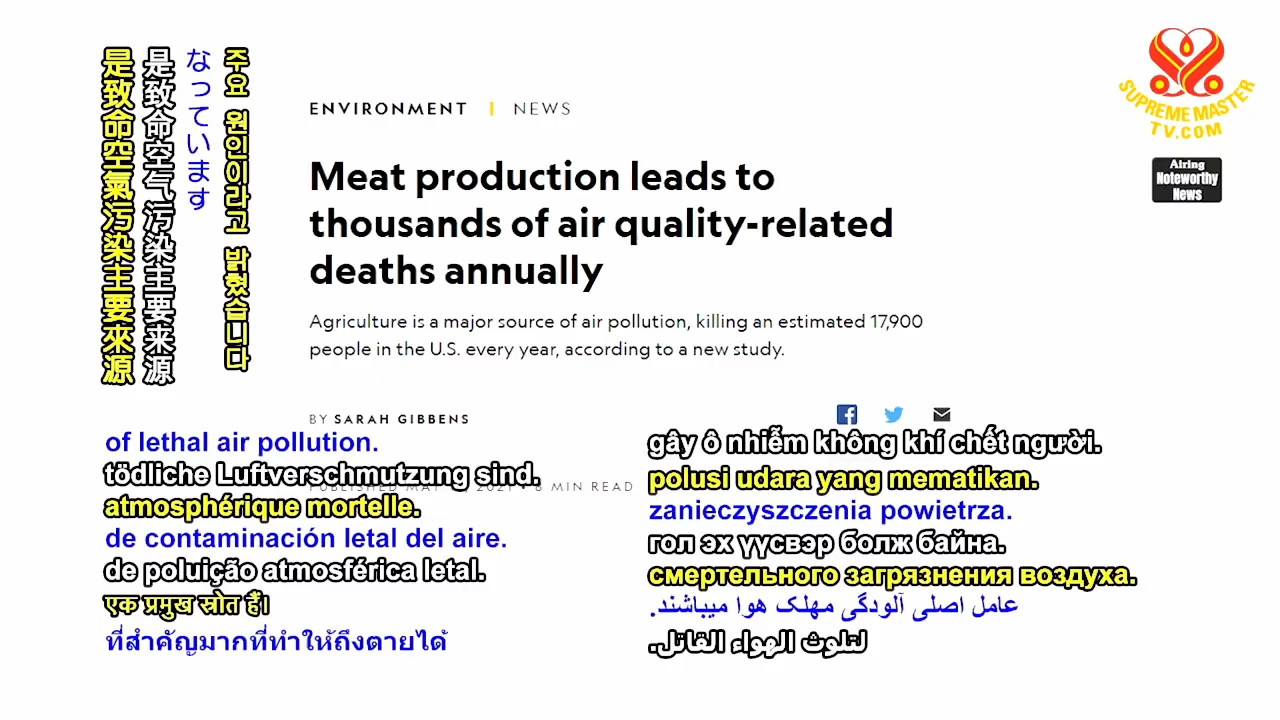 是致命空氣污染主要來源
是致命空气污染主要来源
なっています
주요 원인이라고 밝혔습니다
ENVIRONMENT | NEWS
Meat production leads to
thousands of air quality-related
deaths annually
Agriculture is a major source of air pollution, killing an estimated 17,900
people in the U.S. every year, according to a new study.
BY SARAH GIBBENS
PUBLISHED MAY 2021 • 8 MIN READ
of lethal air pollution.
tödliche Luftverschmutzung sind.
atmosphérique mortelle.
de contaminación letal del aire.
de poluição atmosférica letal.
एक प्रमुख स्रोत हैं।
ที่สำคัญมากที่ทำให้ถึงตายได้
gây ô nhiễm không khí chết người.
polusi udara yang mematikan.
zanieczyszczenia powietrza.
гол эх үүсвэр болж байна.
смертельного загрязнения воздуха.
عامل اصلی آلودگی مهلک هوا میباشند.
لتلوث الهواء القاتل.
SUPREME MASTER
TV.COM
Airing
Noteworthy
News